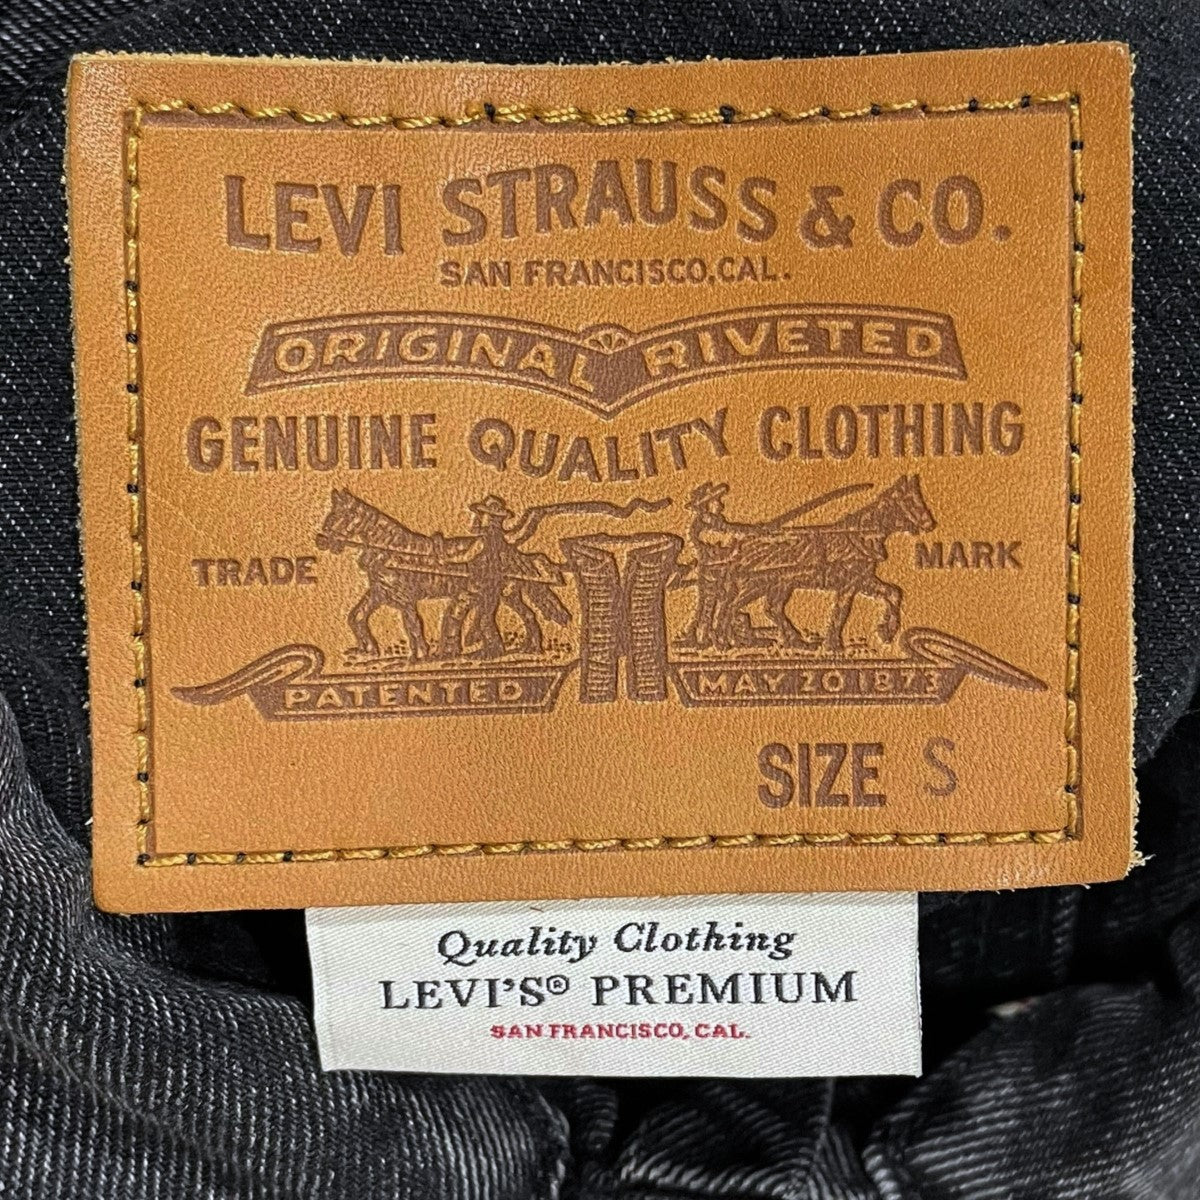 LEVI STRAUSS & CO.
SAN FRANCISCO, CAL.
ORIGINAL RIVETED
GENUINE QUALITY CLOTHING
TRADE MARK
PATENTED MAY 20 1873
SIZE S
Quality Clothing
LEVI'S® PREMIUM
SAN FRANCISCO, CAL.